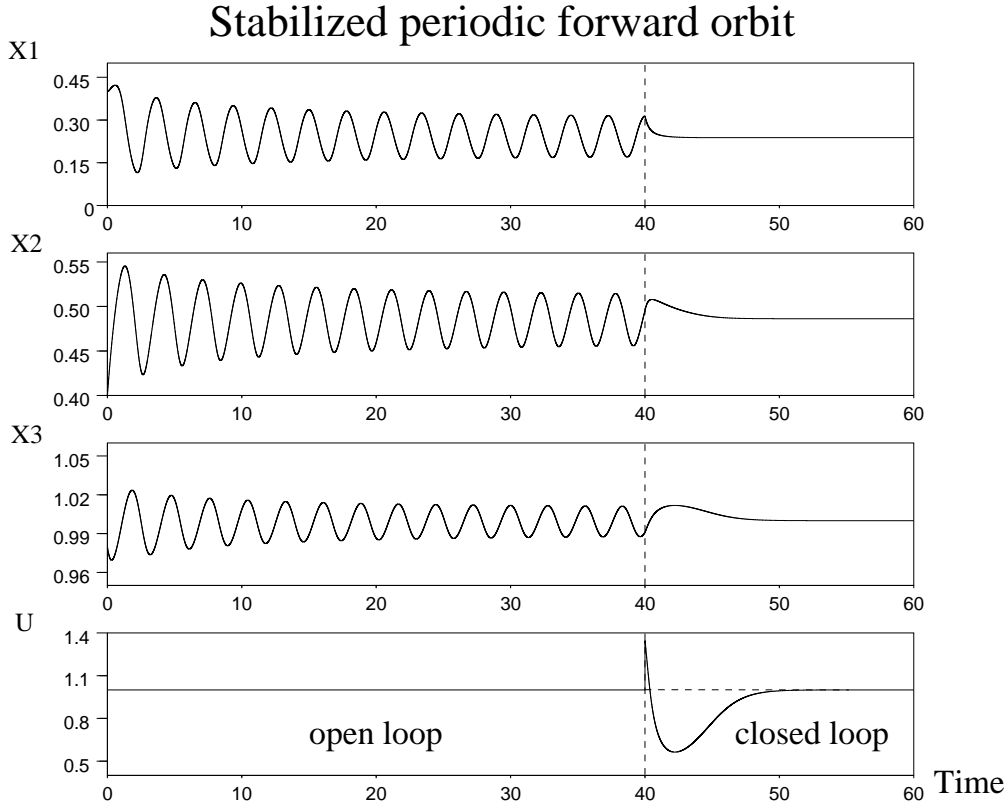 Stabilized periodic forward orbit
X1
0.45
0.30
0.15
0
0 10 20 30 40 50 60
X2
0.55
0.50
0.45
0.40
0 10 20 30 40 50 60
X3
1.05
1.02
0.99
0.96
0 10 20 30 40 50 60
U
1.4
1.1
0.8
0.5
open loop closed loop
0 10 20 30 40 50 60
Time